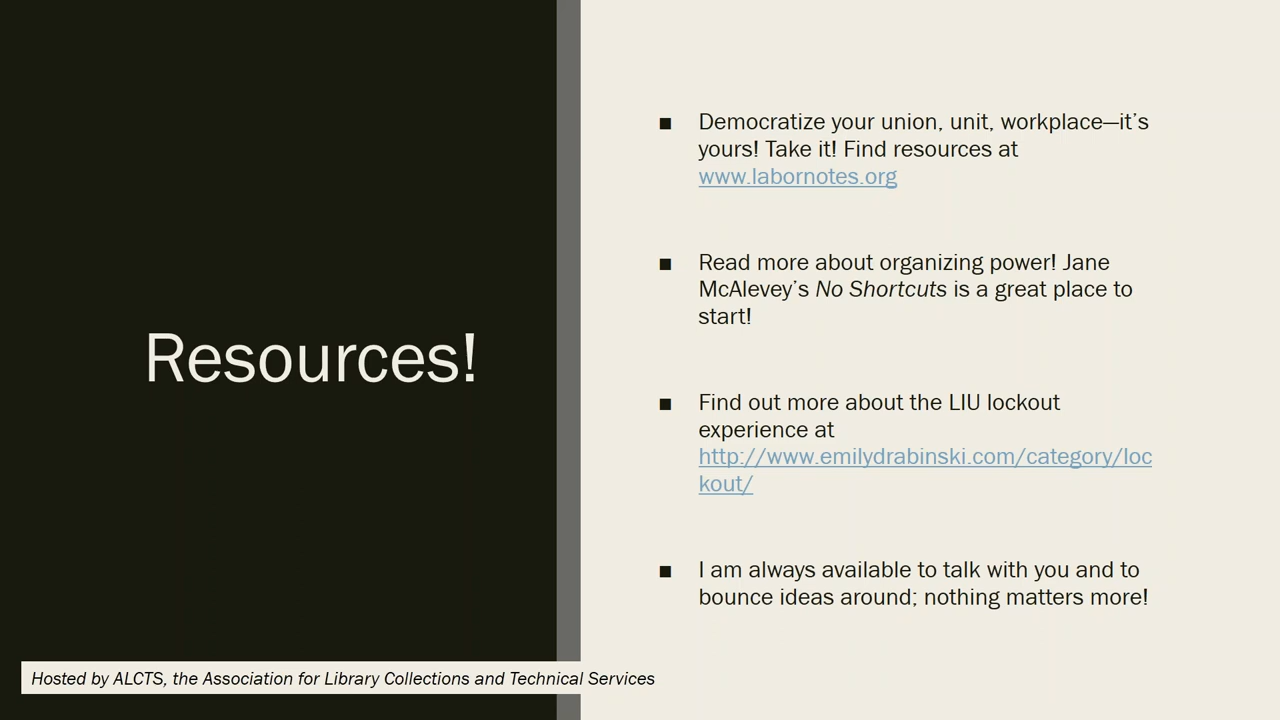 Resources!
■ Democratize your union, unit, workplace—it’s
yours! Take it! Find resources at
www.labornotes.org
■ Read more about organizing power! Jane
McAlevey’s No Shortcuts is a great place to
start!
■ Find out more about the LIU lockout
experience at
http://www.emilydrabinski.com/category/loc
kout/
■ I am always available to talk with you and to
bounce ideas around; nothing matters more!
Hosted by ALCTS, the Association for Library Collections and Technical Services